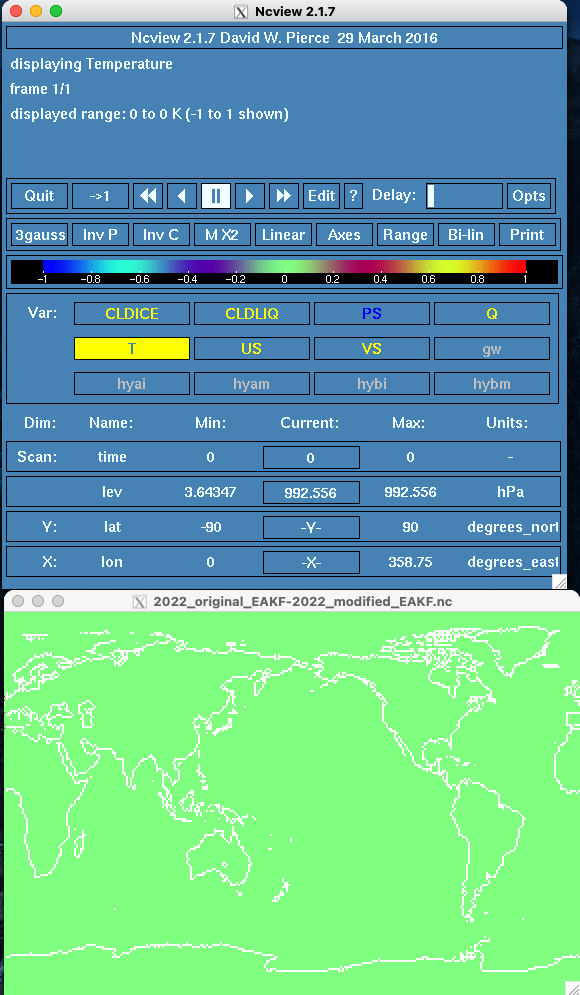 Ncview 2.1.7
Ncview 2.1.7 David W. Pierce  29 March 2016
displaying Temperature
frame 1/1
displayed range: 0 to 0 K (-1 to 1 shown)
Quit ->1 Edit ? Delay: Opts
3gauss Inv P Inv C M X2 Linear Axes Range Bi-lin Print
-1 -0.8 -0.6 -0.4 -0.2 0 0.2 0.4 0.6 0.8 1
Var: CLDICE CLDLIQ PS Q
T US VS gw
hyai hyam hybi hybm
Dim: Name: Min: Current: Max: Units:
Scan: time 0 0 0 -
lev 3.64347 992.556 992.556 hPa
Y: lat -90 -Y- 90 degrees_nort
X: lon 0 -X- 358.75 degrees_east
2022_original_EAKF-2022_modified_EAKF.nc